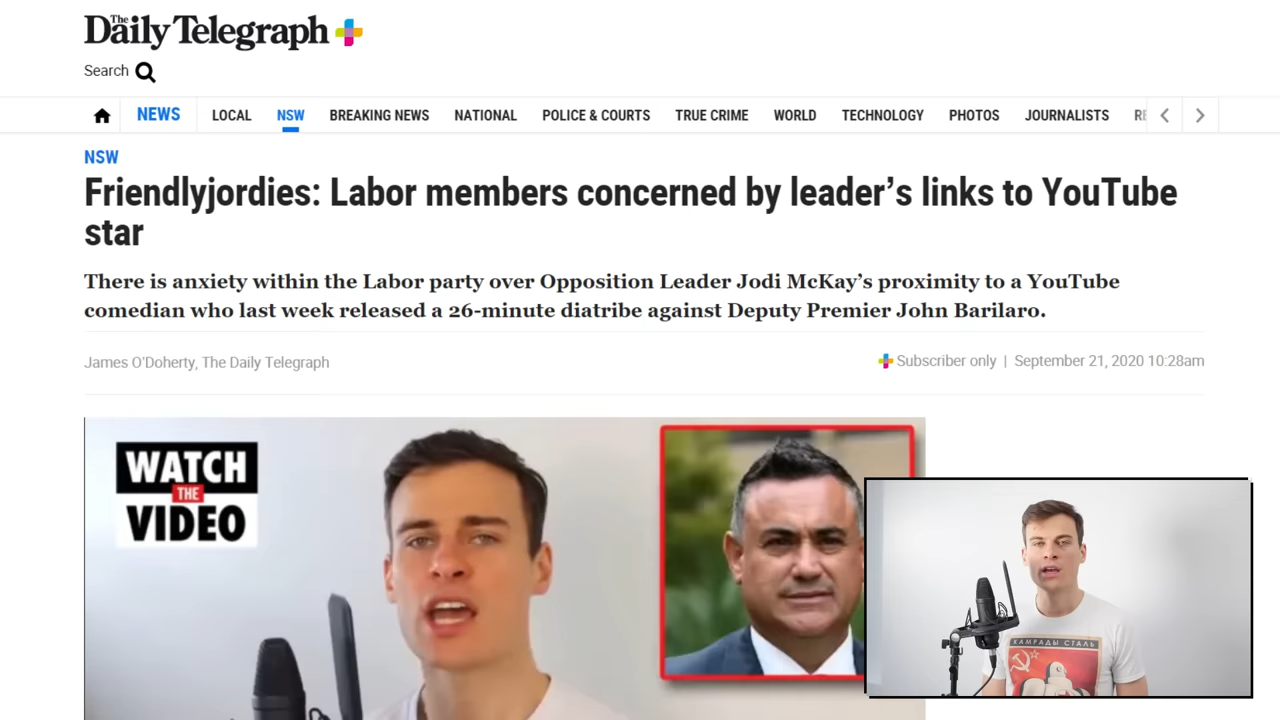 The
Daily Telegraph
Search
NEWS LOCAL NSW BREAKING NEWS NATIONAL POLICE & COURTS TRUE CRIME WORLD TECHNOLOGY PHOTOS JOURNALISTS
NSW
Friendlyjordies: Labor members concerned by leader’s links to YouTube
star
There is anxiety within the Labor party over Opposition Leader Jodi McKay’s proximity to a YouTube
comedian who last week released a 26-minute diatribe against Deputy Premier John Barilaro.
James O'Doherty, The Daily Telegraph
Subscriber only | September 21, 2020 10:28am
WATCH
THE
VIDEO
КАМРАДЫ СТАЛЬ